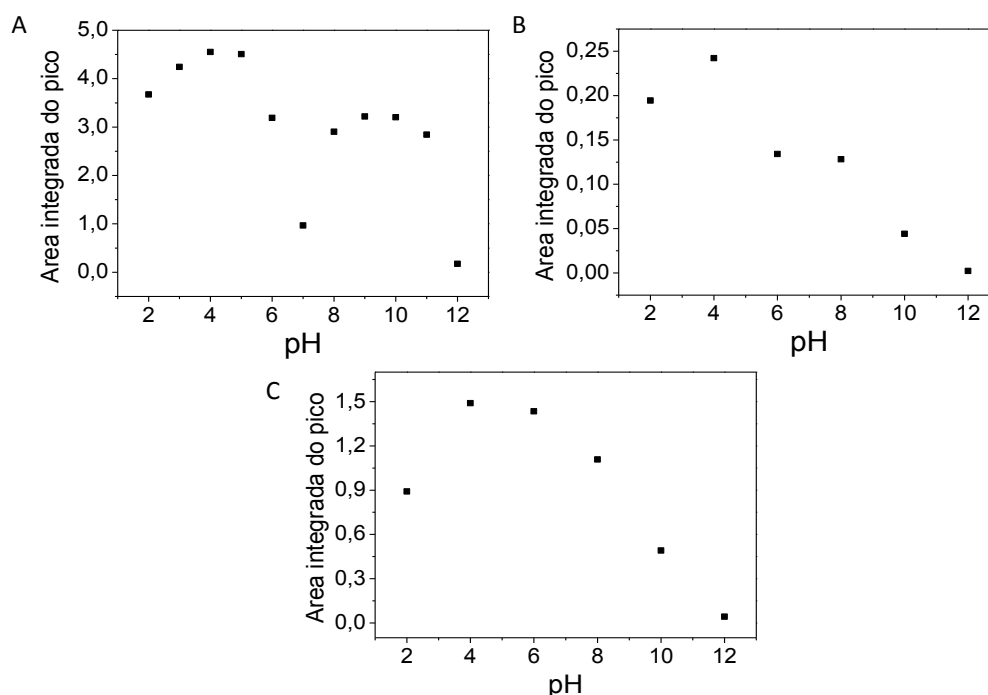 A
Area integrada do pico
5,0
4,0
3,0
2,0
1,0
0,0
2 4 6 8 10 12
pH
B
Area integrada do pico
0,25
0,20
0,15
0,10
0,05
0,00
2 4 6 8 10 12
pH
C
Area integrada do pico
1,5
1,2
0,9
0,6
0,3
0,0
2 4 6 8 10 12
pH